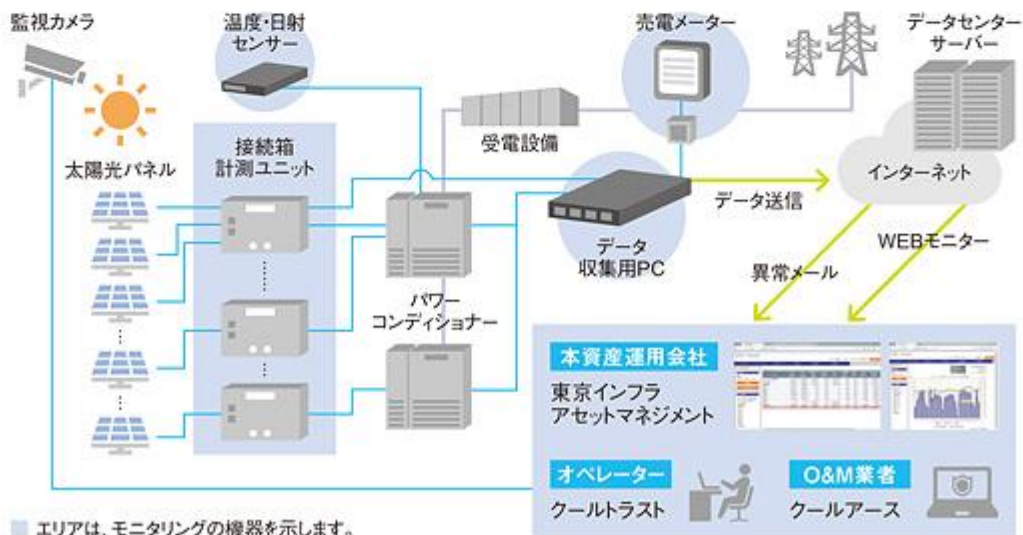 監視カメラ
温度・日射
センサー
売電メーター
データセンター
サーバー
太陽光パネル
接続箱
計測ユニット
受電設備
インターネット
データ送信
データ
収集用PC
WEBモニター
異常メール
パワー
コンディショナー
本資産運用会社
東京インフラ
アセットマネジメント
オペレーター
クールトラスト
O&M業者
クールアース
エリアは、モニタリングの機器を示します。